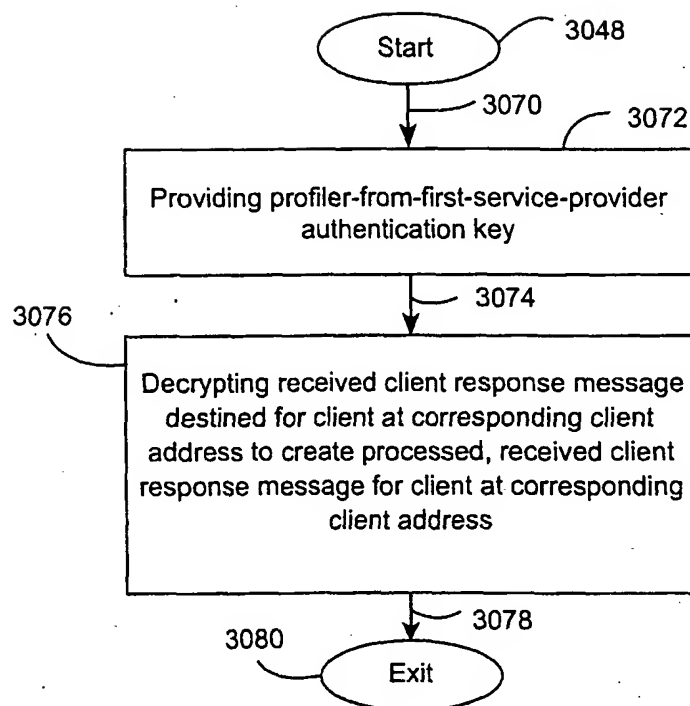 Start
3048
3070
3072
Providing profiler-from-first-service-provider
authentication key
3074
3076
Decrypting received client response message
destined for client at corresponding client
address to create processed, received client
response message for client at corresponding
client address
3078
3080
Exit